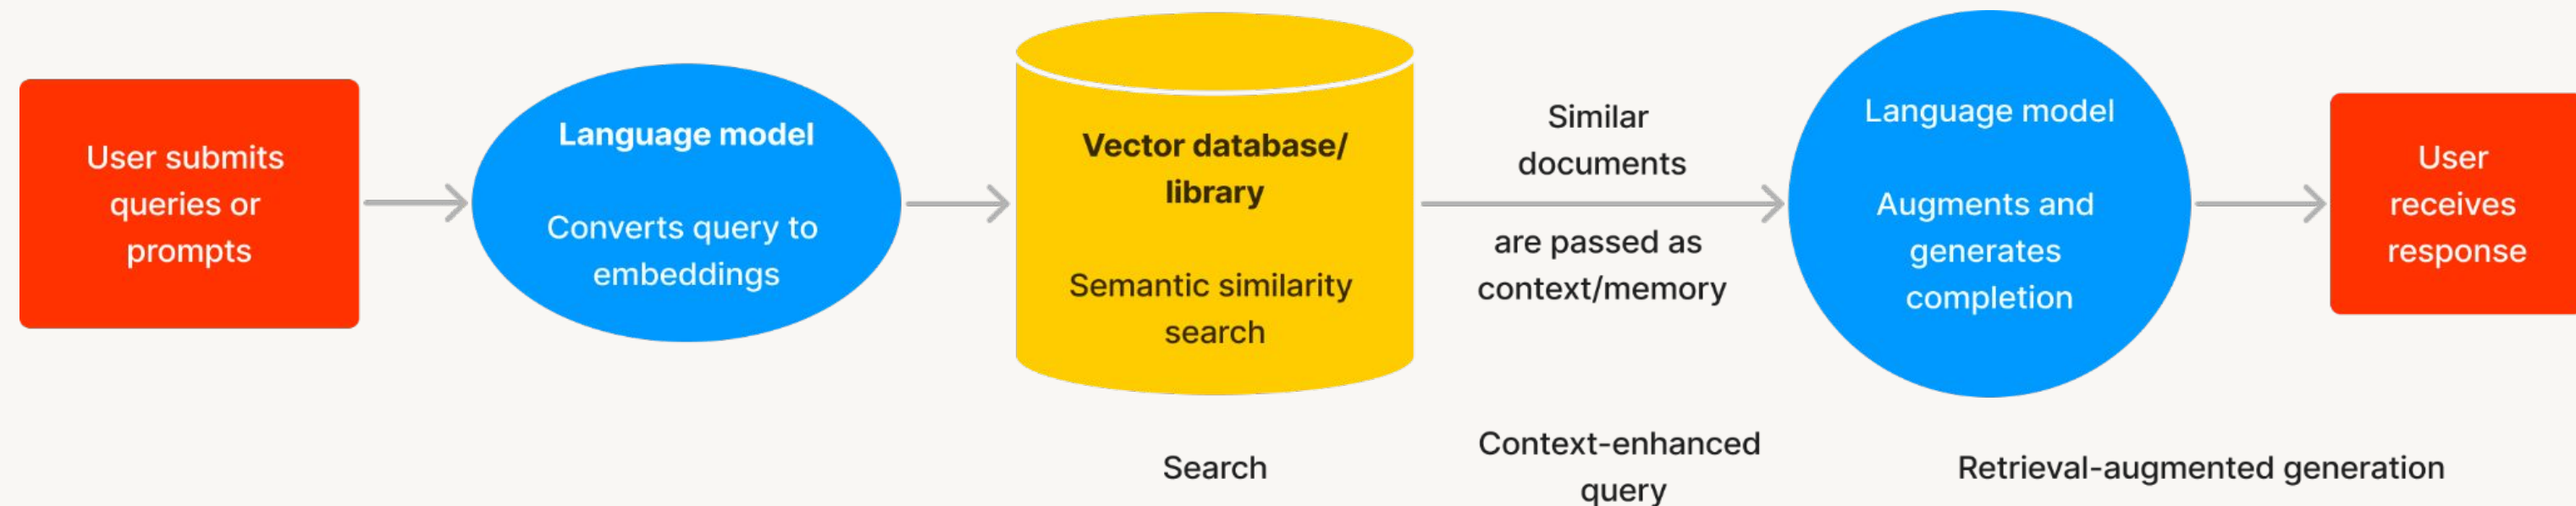 User submits
queries or
prompts
Language model
Converts query to
embeddings
Vector database/
library
Semantic similarity
search
Similar
documents
are passed as
context/memory
Language model
Augments and
generates
completion
User
receives
response
Search
Context-enhanced
query
Retrieval-augmented generation